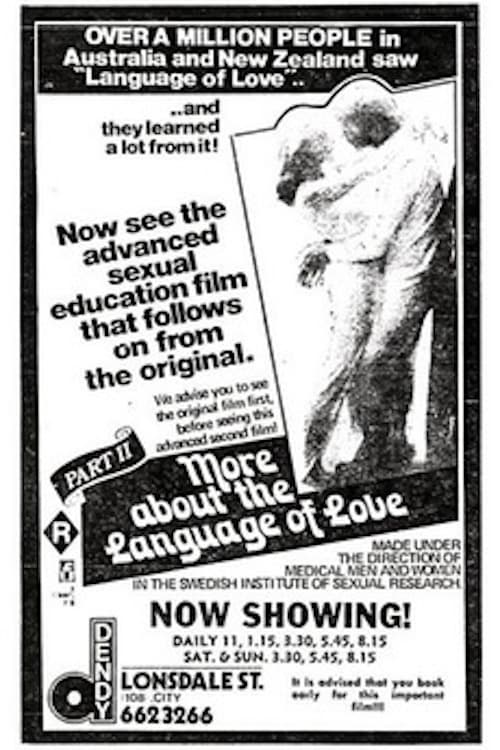 OVER A MILLION PEOPLE in
Australia and New Zealand saw
"Language of Love"..
..and
they learned
a lot from it!
Now see the
advanced
sexual
education film
that follows
on from
the original.
We advise you to see
the original film first,
before seeing this
advanced second film!
PART II
More
about the
Language of Love
R
MADE UNDER
THE DIRECTION OF
MEDICAL MEN AND WOMEN
IN THE SWEDISH INSTITUTE OF SEXUAL RESEARCH.
NOW SHOWING!
DAILY 11, 1.15, 3.30, 5.45, 8.15
SAT. & SUN. 3.30, 5.45, 8.15
DENDY
LONSDALE ST.
108 CITY
6623266
It is advised that you book
early for this important
film!!!